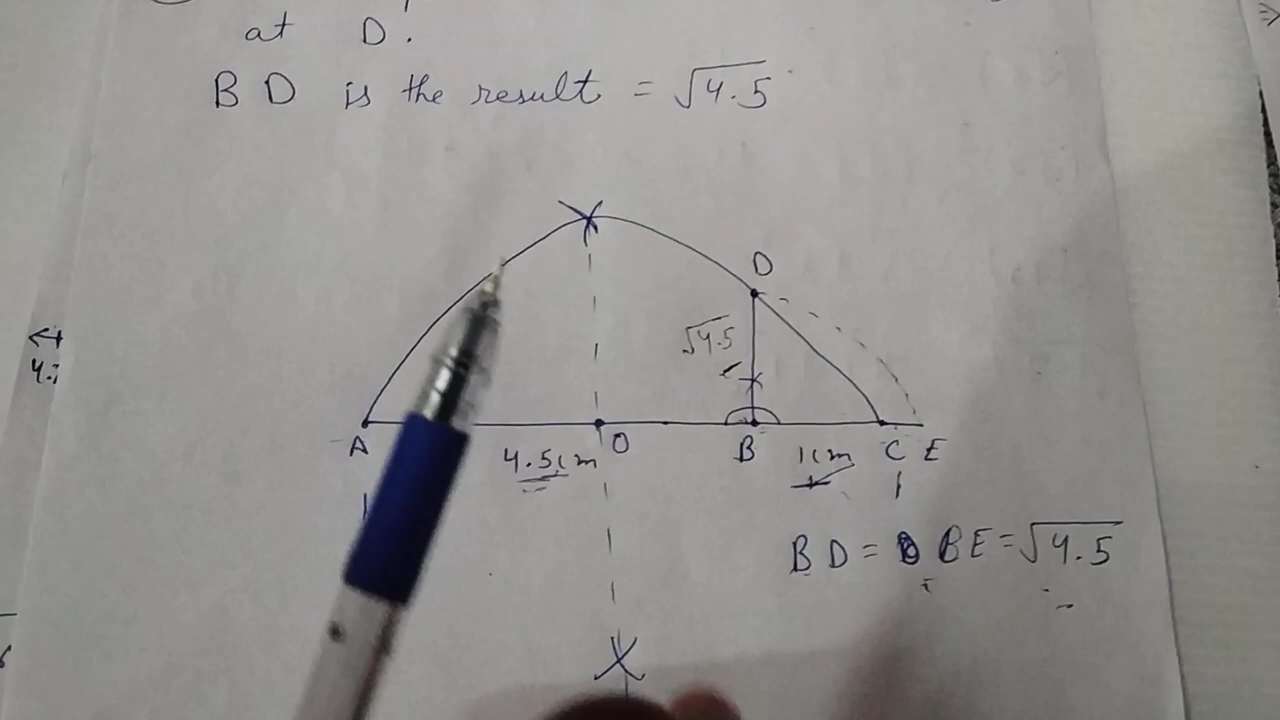 at D.
BD is the result = √4.5
D
√4.5
A 4.5cm O B 1cm C E
BD = BE = √4.5